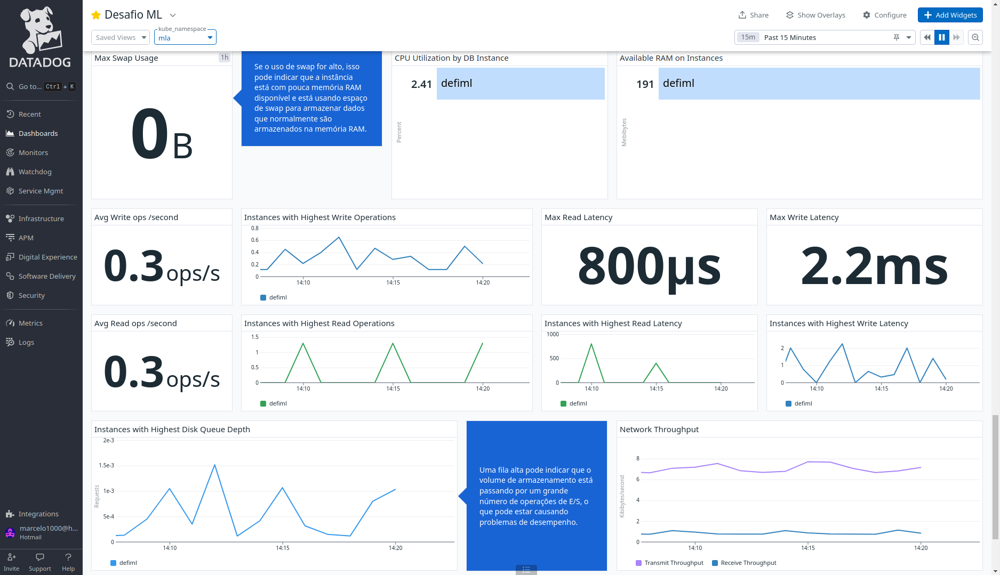 DATADOG
Go to... Ctrl + K
Recent
Dashboards
Monitors
Watchdog
Service Mgmt
Infrastructure
APM
Digital Experience
Software Delivery
Security
Metrics
Logs
Integrations
marcelo1000@h...
Hotmail
Invite
Support
Help
Desafio ML
Share
Show Overlays
Configure
Add Widgets
Saved Views
kube_namespace
mla
15m Past 15 Minutes
Max Swap Usage
1h
0 B
Se o uso de swap for alto, isso
pode indicar que a instância
está com pouca memória RAM
disponível e está usando espaço
de swap para armazenar dados
que normalmente são
armazenados na memória RAM.
CPU Utilization by DB Instance
2.41 defiml
Percent
Available RAM on Instances
191 defiml
Mebibytes
Avg Write ops /second
0.3 ops/s
Instances with Highest Write Operations
0.8
0.6
0.4
0.2
0
14:10 14:15 14:20
defiml
Max Read Latency
800µs
Max Write Latency
2.2ms
Avg Read ops /second
0.3 ops/s
Instances with Highest Read Operations
1.5
1
0.5
0
14:10 14:15 14:20
defiml
Instances with Highest Read Latency
1000
500
0
14:10 14:15 14:20
defiml
Instances with Highest Write Latency
2
1
0
14:10 14:15 14:20
defiml
Instances with Highest Disk Queue Depth
2e-3
1.5e-3
1e-3
5e-4
0
Requests
14:10 14:15 14:20
defiml
Uma fila alta pode indicar que o
volume de armazenamento está
passando por um grande
número de operações de E/S, o
que pode estar causando
problemas de desempenho.
Network Throughput
8
6
4
2
0
Kibibytes/second
14:10 14:15 14:20
Transmit Throughput Receive Throughput